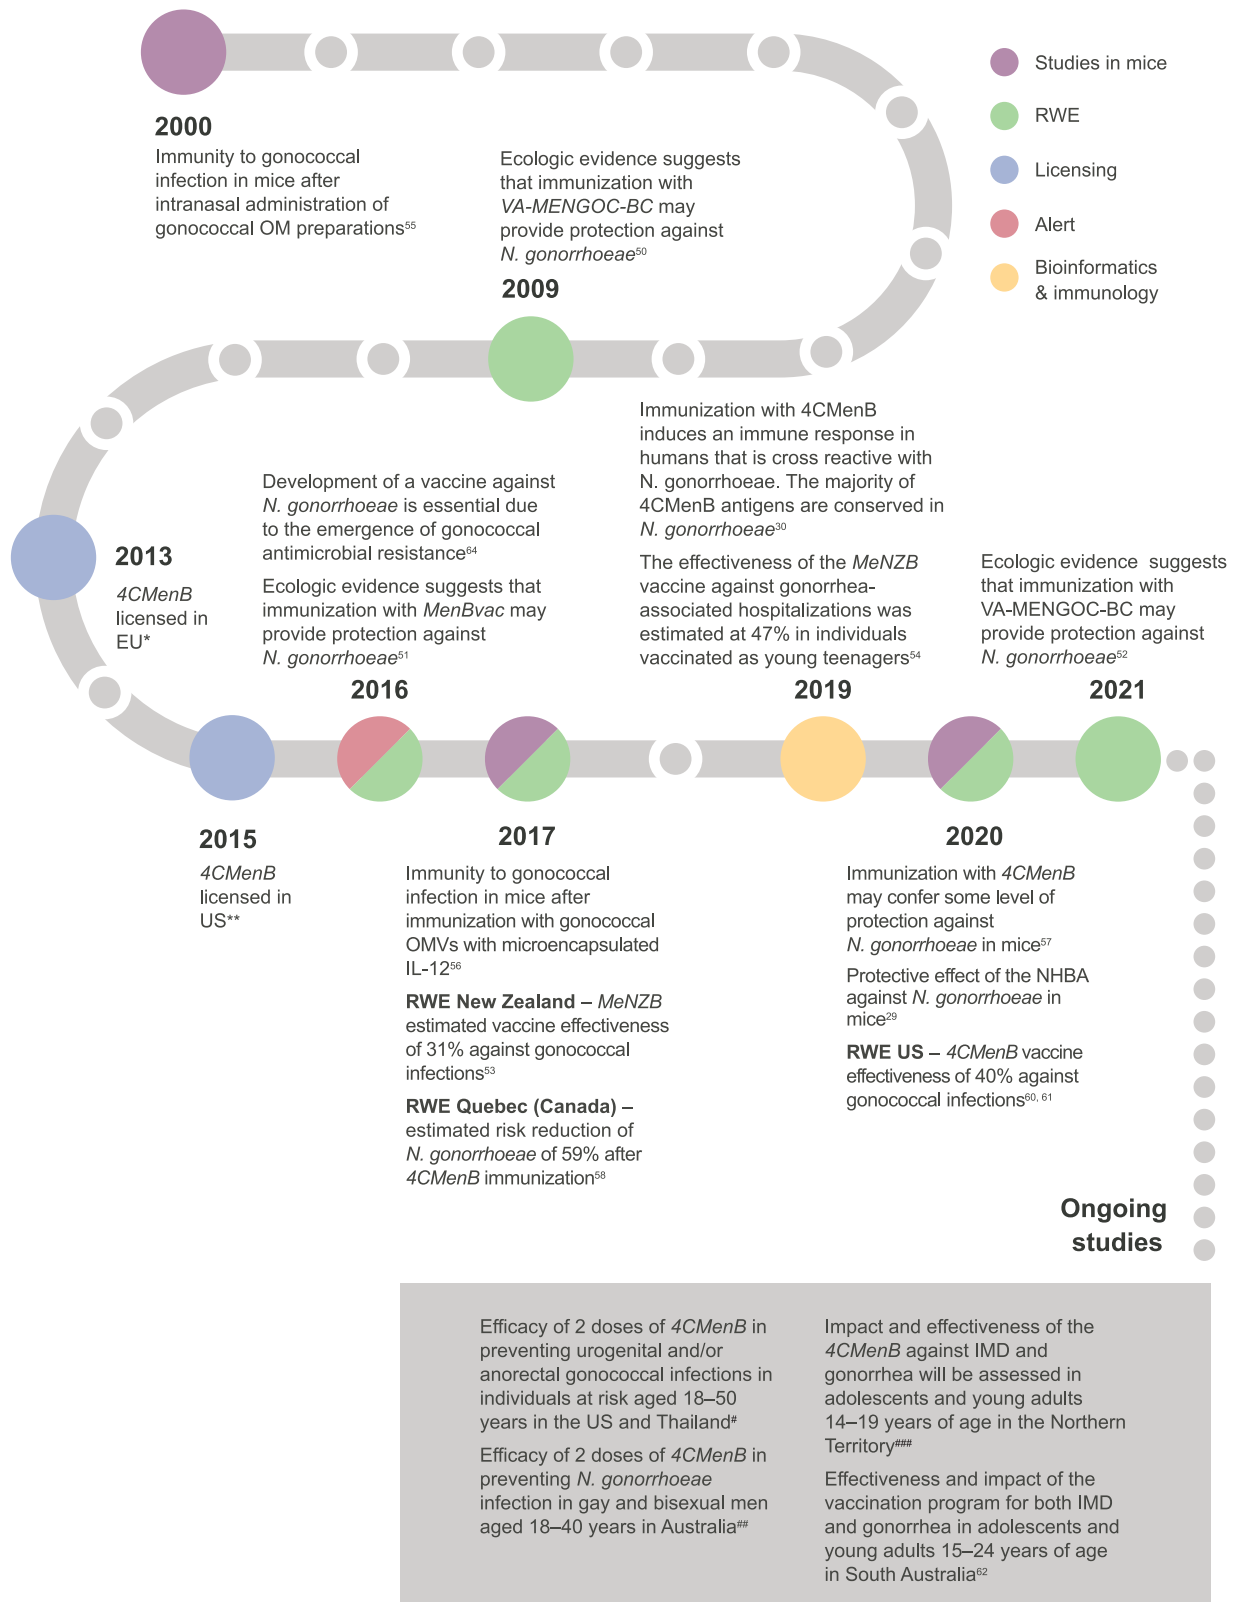 Studies in mice
RWE
Licensing
Alert
Bioinformatics
& immunology
2000
Immunity to gonococcal
infection in mice after
intranasal administration of
gonococcal OM preparations55
Ecologic evidence suggests
that immunization with
VA-MENGOC-BC may
provide protection against
N. gonorrhoeae50
2009
2013
4CMenB
licensed in
EU*
Development of a vaccine against
N. gonorrhoeae is essential due
to the emergence of gonococcal
antimicrobial resistance64
Ecologic evidence suggests that
immunization with MenBvac may
provide protection against
N. gonorrhoeae51
2016
Immunization with 4CMenB
induces an immune response in
humans that is cross reactive with
N. gonorrhoeae. The majority of
4CMenB antigens are conserved in
N. gonorrhoeae30
The effectiveness of the MeNZB
vaccine against gonorrhea-
associated hospitalizations was
estimated at 47% in individuals
vaccinated as young teenagers54
2019
Ecologic evidence suggests
that immunization with
VA-MENGOC-BC may
provide protection against
N. gonorrhoeae52
2021
2015
4CMenB
licensed in
US**
2017
Immunity to gonococcal
infection in mice after
immunization with gonococcal
OMVs with microencapsulated
IL-1256
RWE New Zealand – MeNZB
estimated vaccine effectiveness
of 31% against gonococcal
infections53
RWE Quebec (Canada) –
estimated risk reduction of
N. gonorrhoeae of 59% after
4CMenB immunization58
2020
Immunization with 4CMenB
may confer some level of
protection against
N. gonorrhoeae in mice57
Protective effect of the NHBA
against N. gonorrhoeae in
mice29
RWE US – 4CMenB vaccine
effectiveness of 40% against
gonococcal infections60, 61
Ongoing
studies
Efficacy of 2 doses of 4CMenB in
preventing urogenital and/or
anorectal gonococcal infections in
individuals at risk aged 18–50
years in the US and Thailand#
Efficacy of 2 doses of 4CMenB in
preventing N. gonorrhoeae
infection in gay and bisexual men
aged 18–40 years in Australia##
Impact and effectiveness of the
4CMenB against IMD and
gonorrhea will be assessed in
adolescents and young adults
14–19 years of age in the Northern
Territory###
Effectiveness and impact of the
vaccination program for both IMD
and gonorrhea in adolescents and
young adults 15–24 years of age
in South Australia62